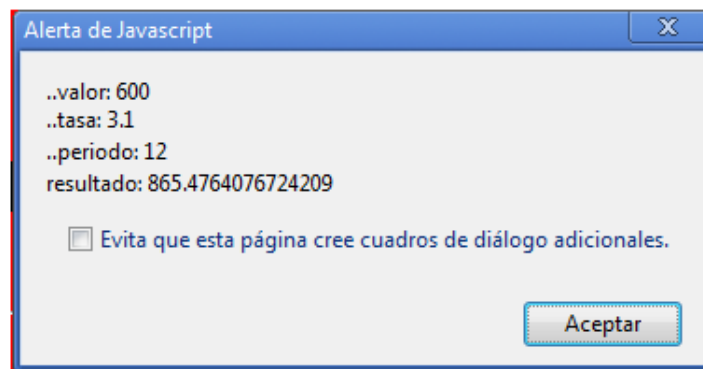 Alerta de Javascript
..valor: 600
..tasa: 3.1
..periodo: 12
resultado: 865.4764076724209
Evita que esta página cree cuadros de diálogo adicionales.
Aceptar